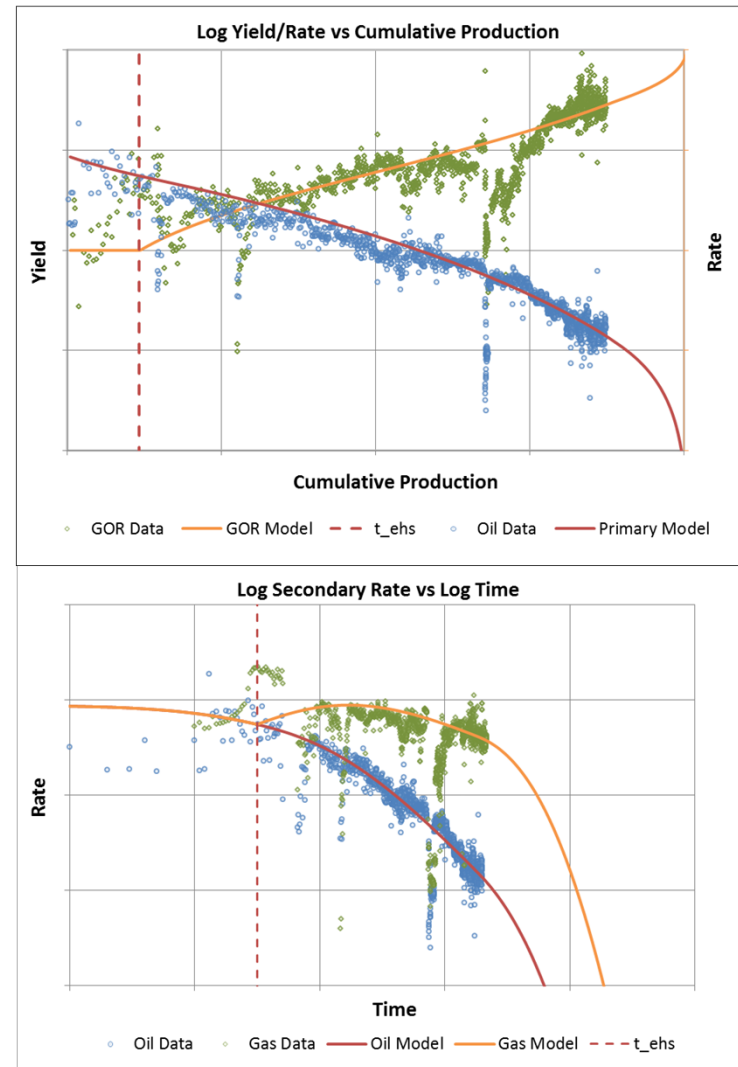 Log Yield/Rate vs Cumulative Production
Yield
Rate
Cumulative Production
GOR Data GOR Model t_ehs Oil Data Primary Model
Log Secondary Rate vs Log Time
Rate
Time
Oil Data Gas Data Oil Model Gas Model t_ehs